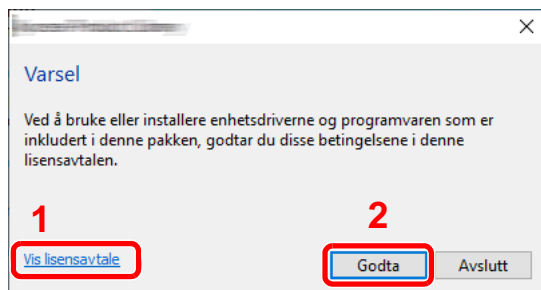 Varsel
Ved å bruke eller installere enhetsdriverne og programvaren som er
inkludert i denne pakken, godtar du disse betingelsene i denne
lisensavtalen.
1
2
Vis lisensavtale
Godta
Avslutt